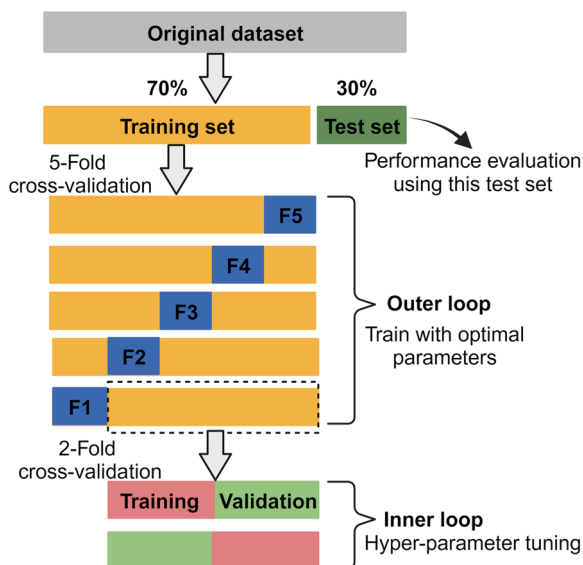 Original dataset
70%
30%
Training set
Test set
5-Fold
cross-validation
Performance evaluation
using this test set
F5
F4
F3
F2
F1
Outer loop
Train with optimal
parameters
2-Fold
cross-validation
Training
Validation
Inner loop
Hyper-parameter tuning